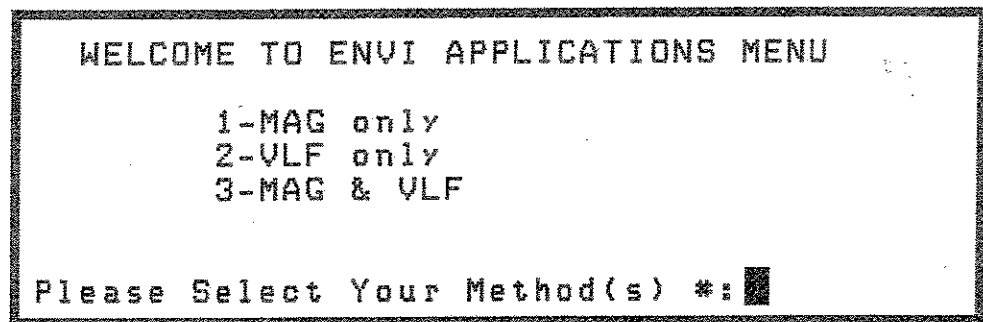 WELCOME TO ENVI APPLICATIONS MENU
1-MAG only
2-VLF only
3-MAG & VLF
Please Select Your Method(s) #: